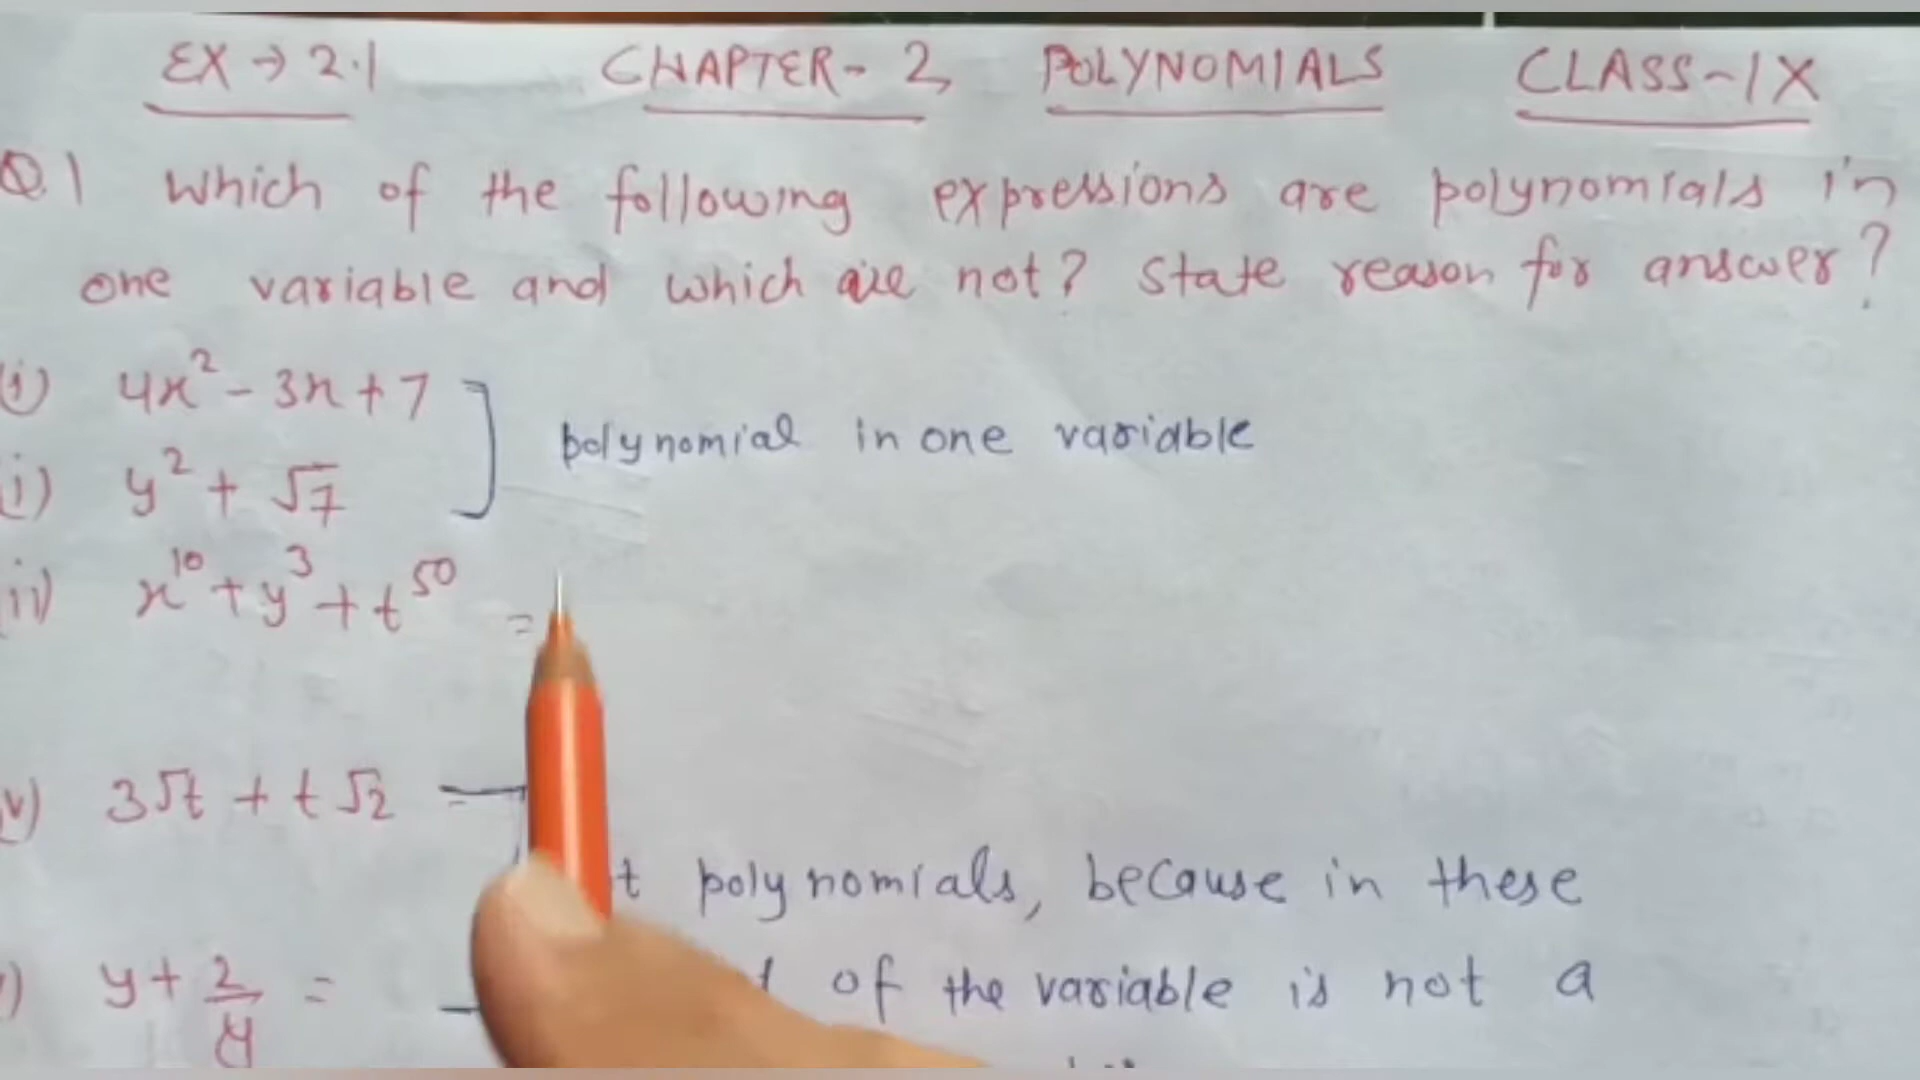 EX → 2.1 CHAPTER - 2 POLYNOMIALS CLASS - IX
Q.1 Which of the following expressions are polynomials in
one variable and which are not? State reason for answer?
i) 4x² - 3x + 7
i) y² + √7
polynomial in one variable
ii) x¹⁰ + y³ + t⁵⁰ =
v) 3√t + t√2
t polynomials, because in these
) y + 2/y =
of the variable is not a